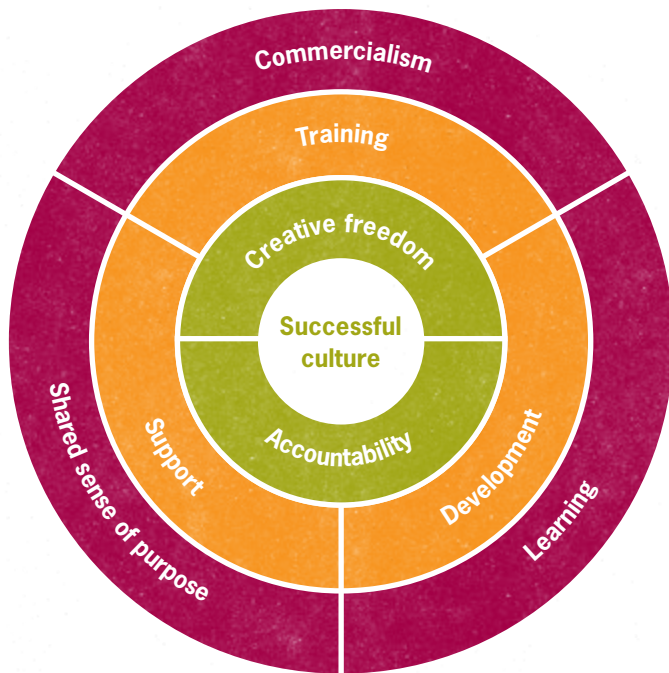 Commercialism
Training
Creative freedom
Successful
culture
Accountability
Support
Development
Shared sense of purpose
Learning